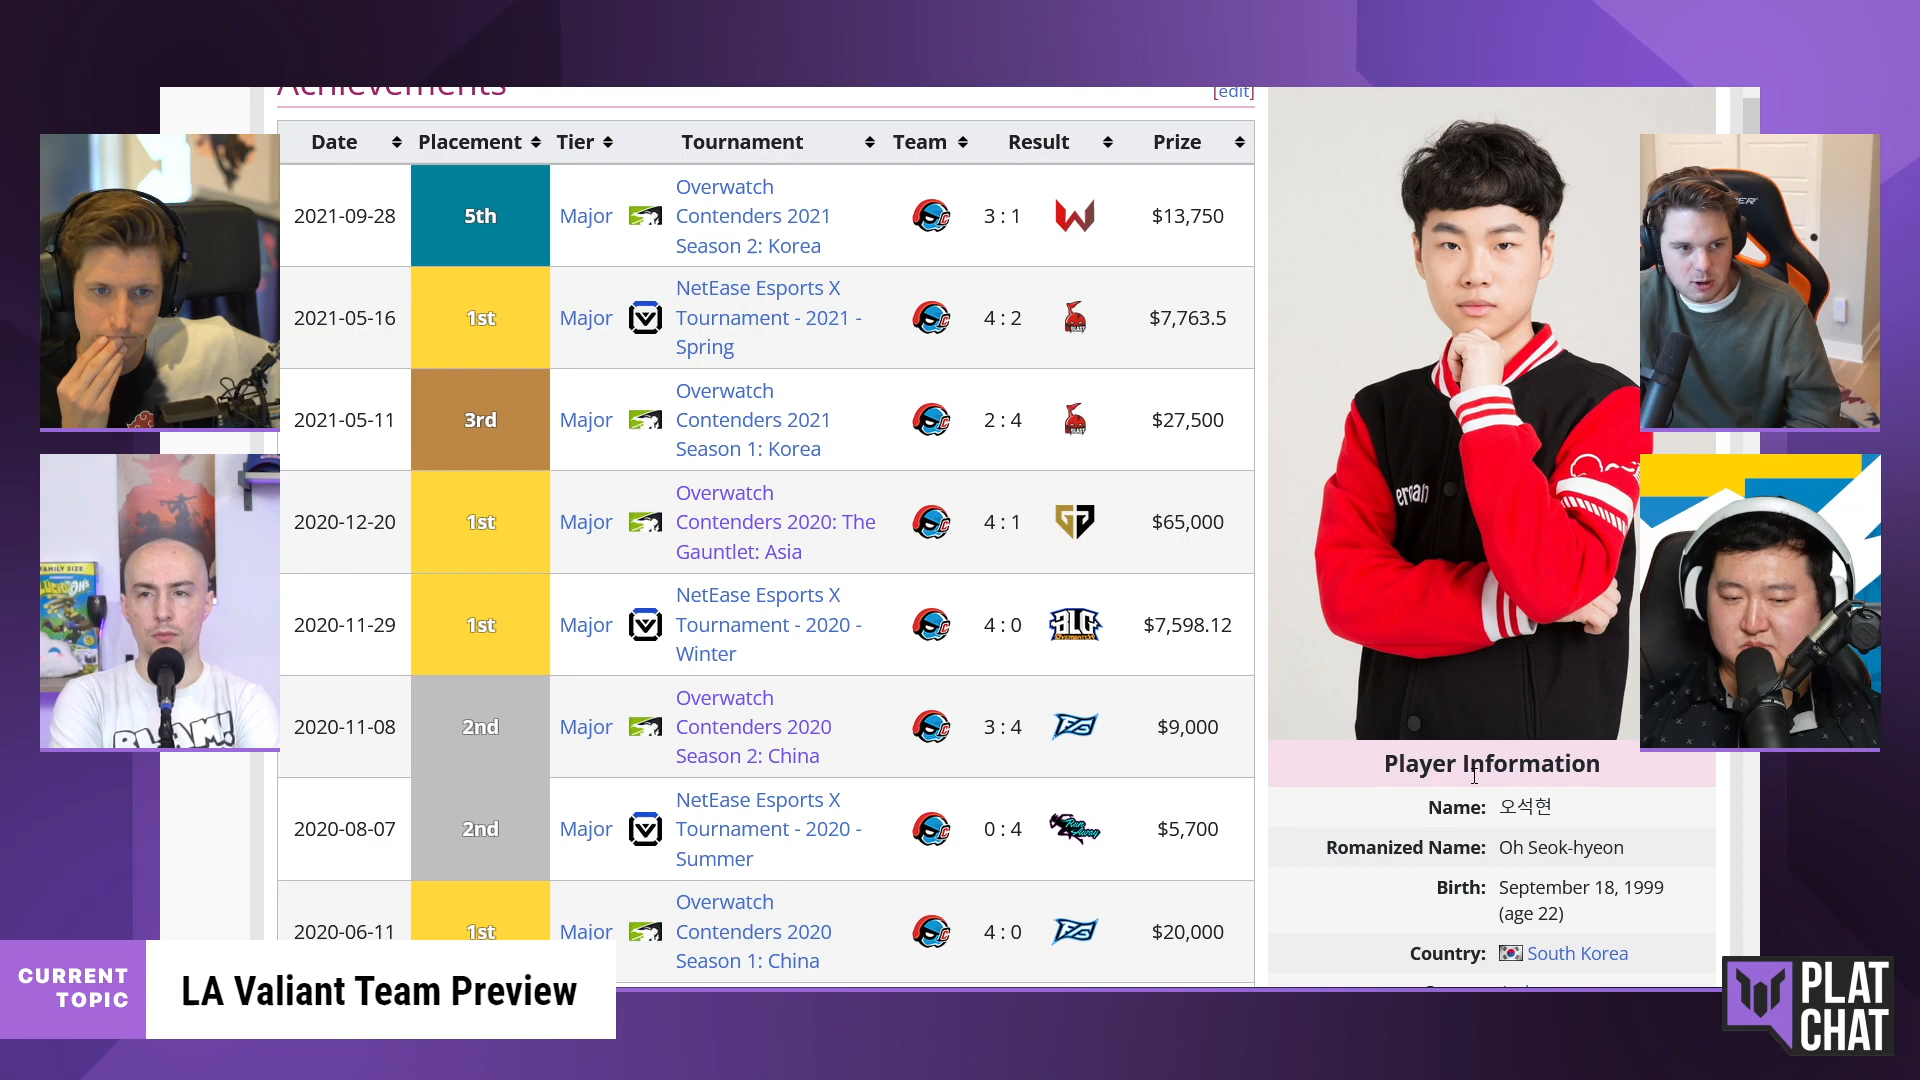 Achievements
[edit]
Date Placement Tier Tournament Team Result Prize
2021-09-28 5th Major Overwatch Contenders 2021 Season 2: Korea 3 : 1 $13,750
2021-05-16 1st Major NetEase Esports X Tournament - 2021 - Spring 4 : 2 $7,763.5
2021-05-11 3rd Major Overwatch Contenders 2021 Season 1: Korea 2 : 4 $27,500
2020-12-20 1st Major Overwatch Contenders 2020: The Gauntlet: Asia 4 : 1 $65,000
2020-11-29 1st Major NetEase Esports X Tournament - 2020 - Winter 4 : 0 $7,598.12
2020-11-08 2nd Major Overwatch Contenders 2020 Season 2: China 3 : 4 $9,000
2020-08-07 2nd Major NetEase Esports X Tournament - 2020 - Summer 0 : 4 $5,700
2020-06-11 1st Major Overwatch Contenders 2020 Season 1: China 4 : 0 $20,000
Player Information
Name: 오석현
Romanized Name: Oh Seok-hyeon
Birth: September 18, 1999
(age 22)
Country: South Korea
FAMILY SIZE
BLAM!
CURRENT
TOPIC
LA Valiant Team Preview
PLAT
CHAT